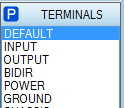 P TERMINALS
DEFAULT
INPUT
OUTPUT
BIDIR
POWER
GROUND